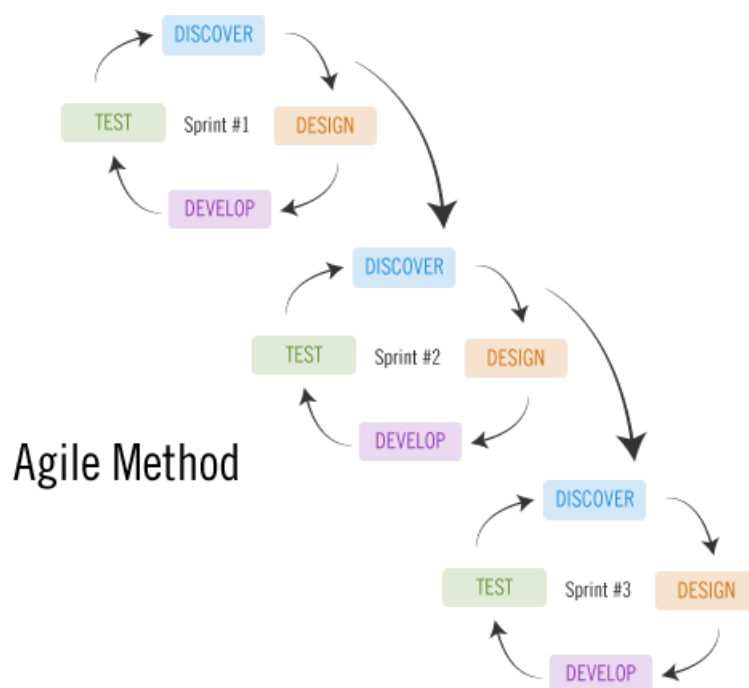 DISCOVER
TEST
Sprint #1
DESIGN
DEVELOP
DISCOVER
TEST
Sprint #2
DESIGN
DEVELOP
Agile Method
DISCOVER
TEST
Sprint #3
DESIGN
DEVELOP